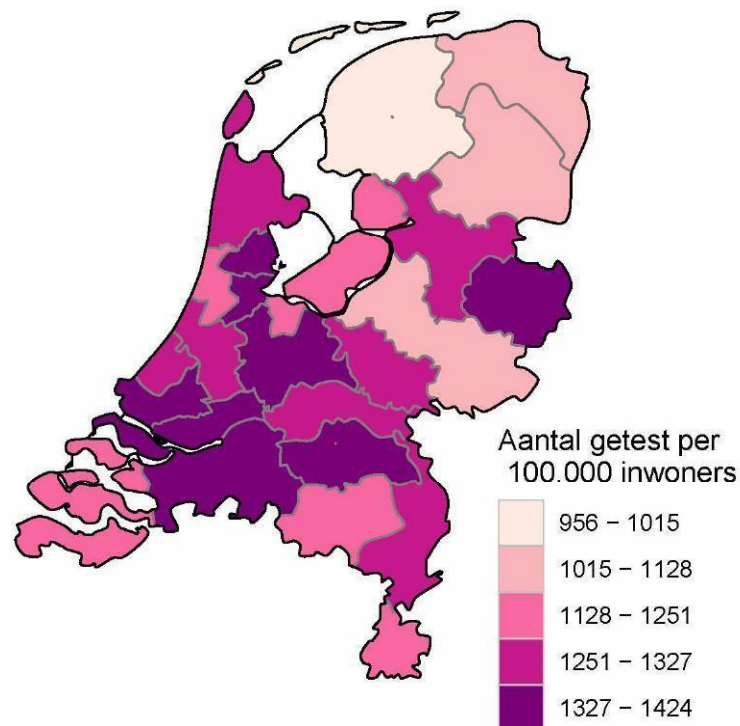 Aantal getest per
100.000 inwoners
956 – 1015
1015 – 1128
1128 – 1251
1251 – 1327
1327 – 1424